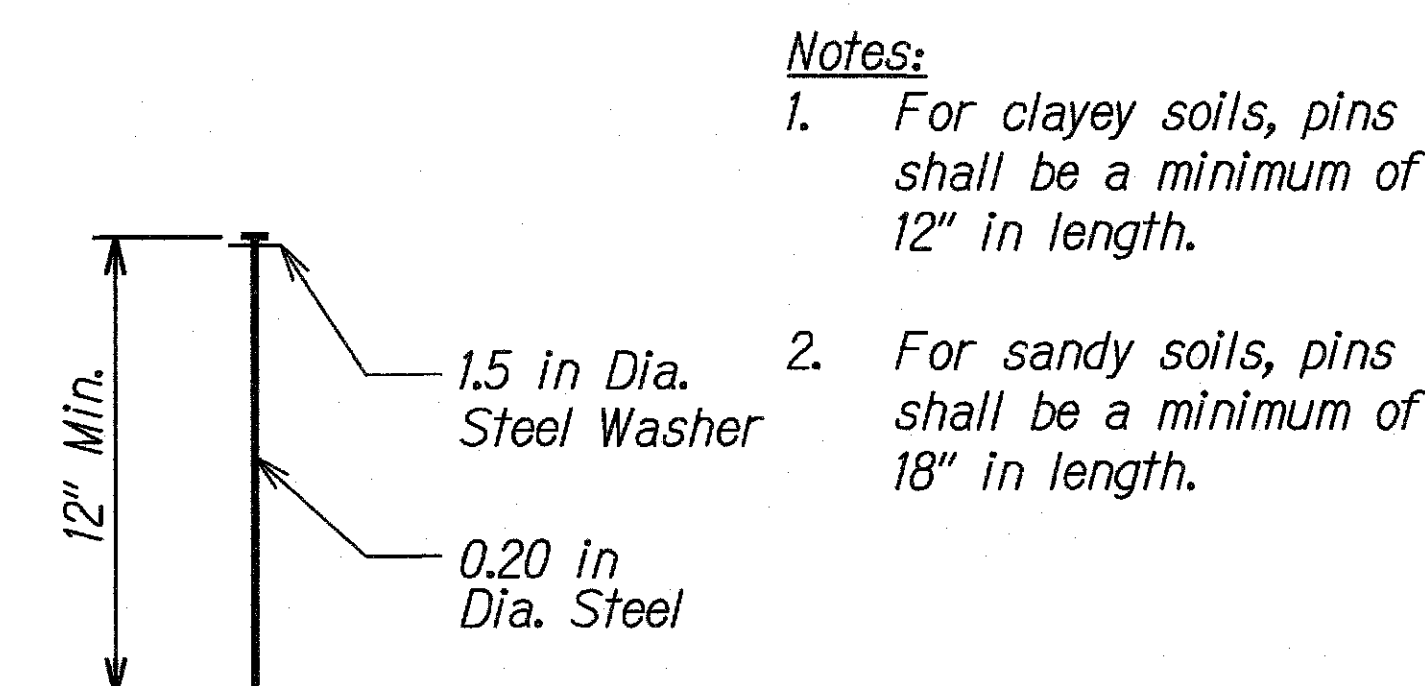 Notes:
1. For clayey soils, pins
shall be a minimum of
12" in length.
2. For sandy soils, pins
shall be a minimum of
18" in length.
12" Min.
1.5 in Dia.
Steel Washer
0.20 in
Dia. Steel